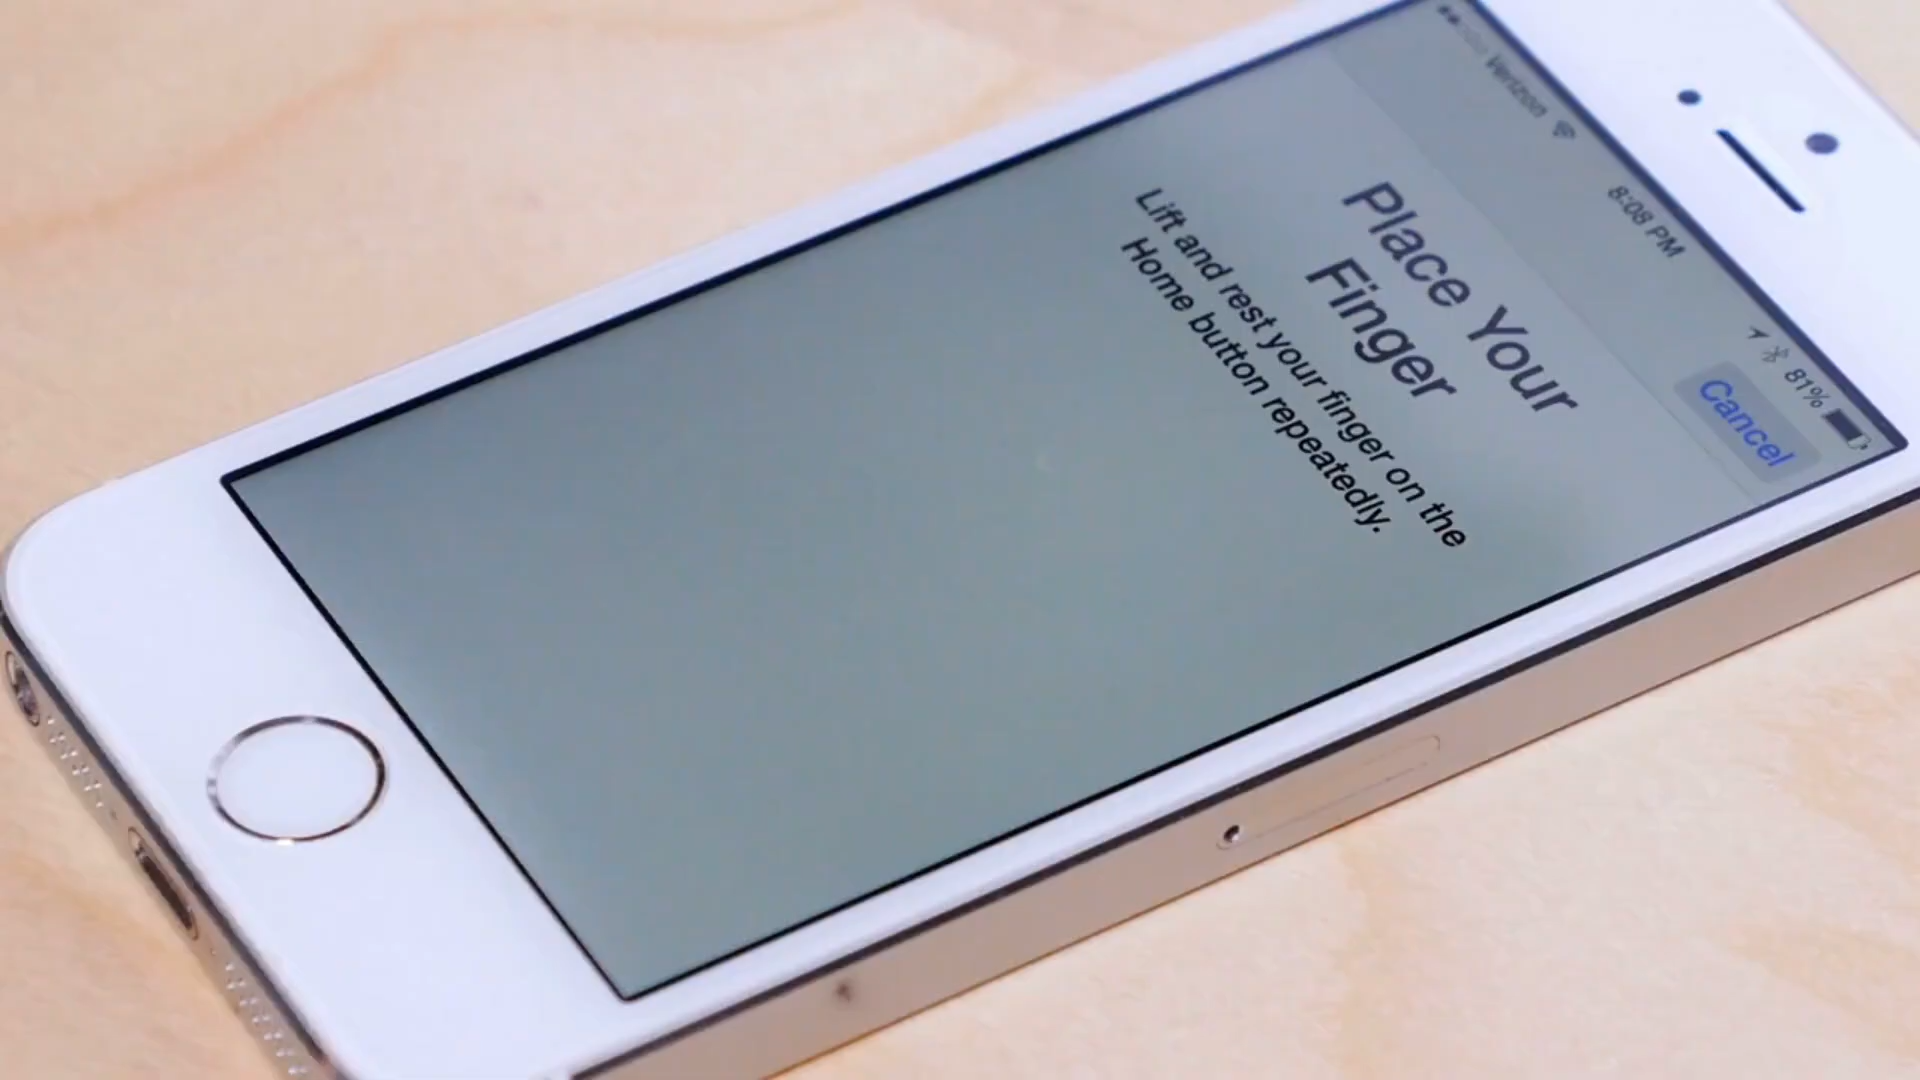 Verizon 8:08 PM 81%
Cancel
Place Your
Finger
Lift and rest your finger on the
Home button repeatedly.